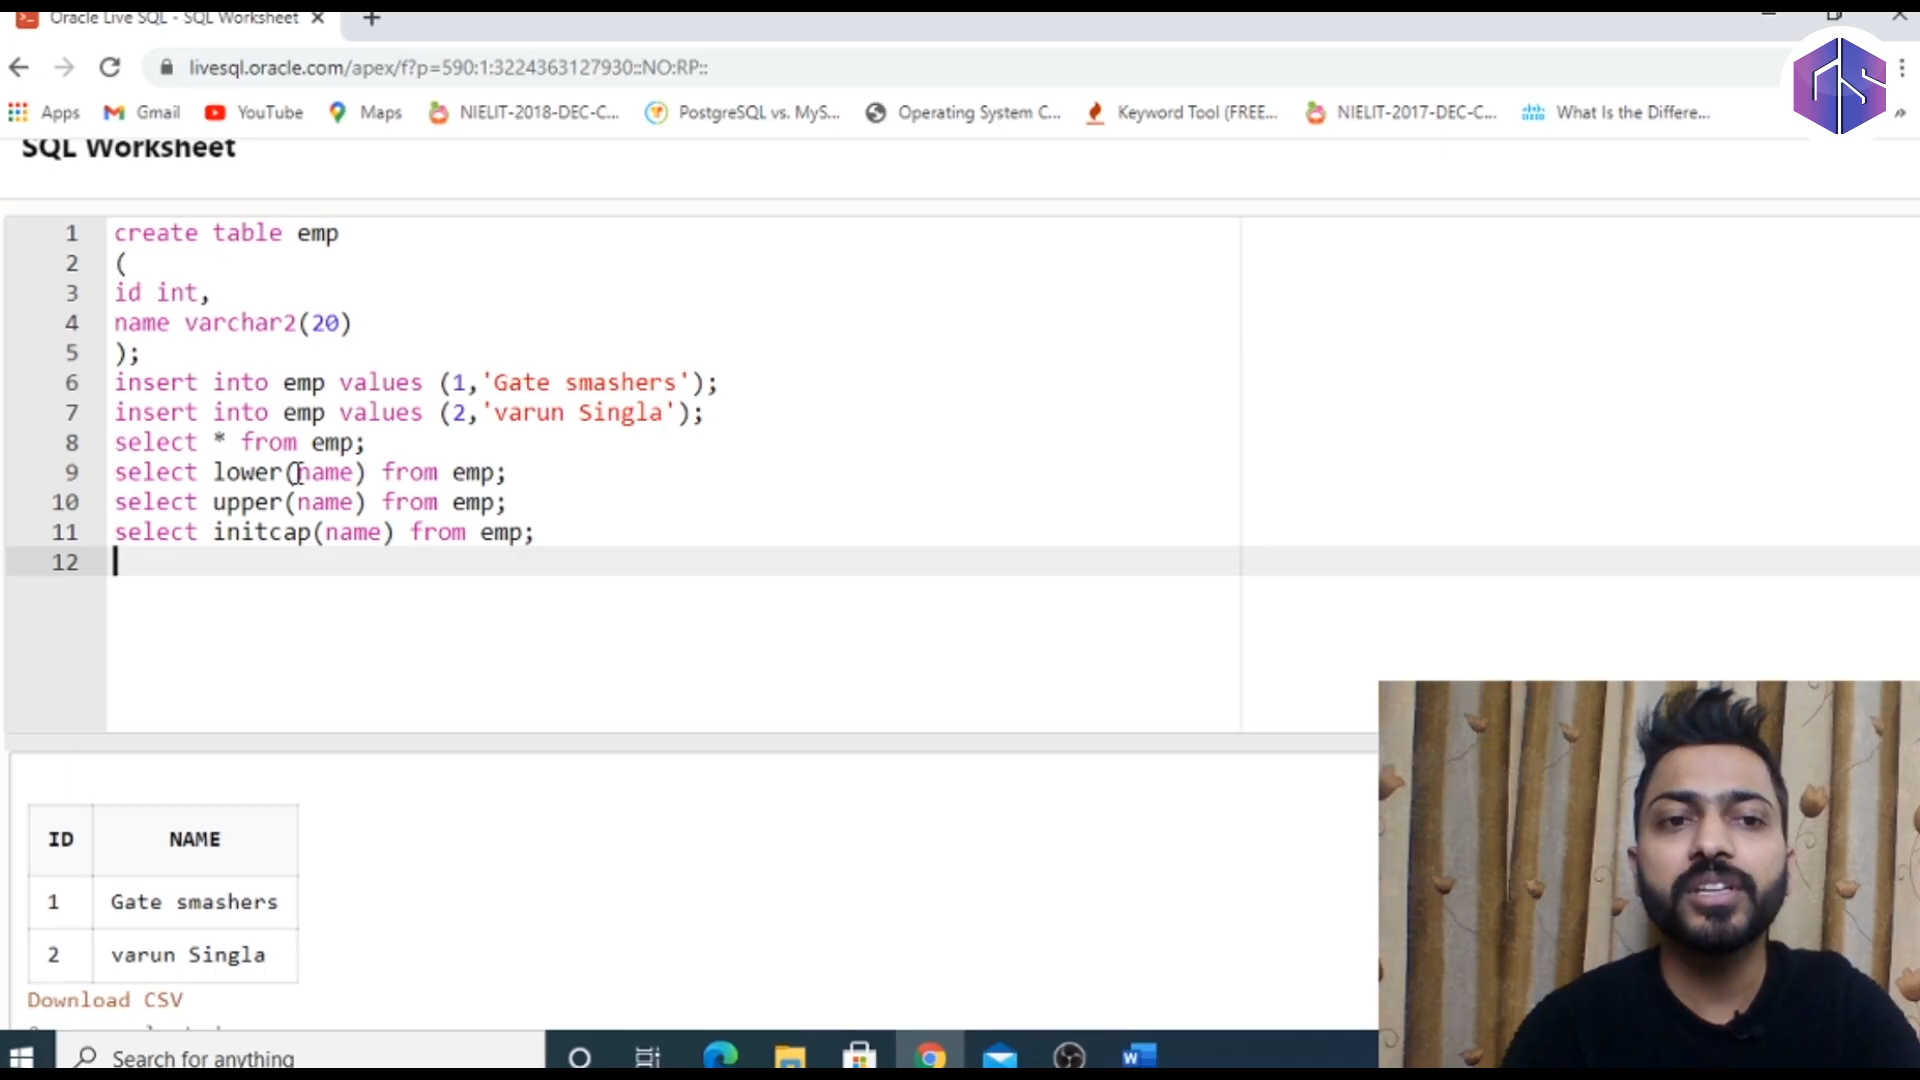 Oracle Live SQL - SQL Worksheet
livesql.oracle.com/apex/f?p=590:1:3224363127930::NO:RP::
Apps Gmail YouTube Maps NIELIT-2018-DEC-C... PostgreSQL vs. MyS... Operating System C... Keyword Tool (FREE... NIELIT-2017-DEC-C... What Is the Differe... »
SQL Worksheet
1 create table emp
2 (
3 id int,
4 name varchar2(20)
5 );
6 insert into emp values (1,'Gate smashers');
7 insert into emp values (2,'varun Singla');
8 select * from emp;
9 select lower(name) from emp;
10 select upper(name) from emp;
11 select initcap(name) from emp;
12
ID NAME
1 Gate smashers
2 varun Singla
Download CSV
Search for anything